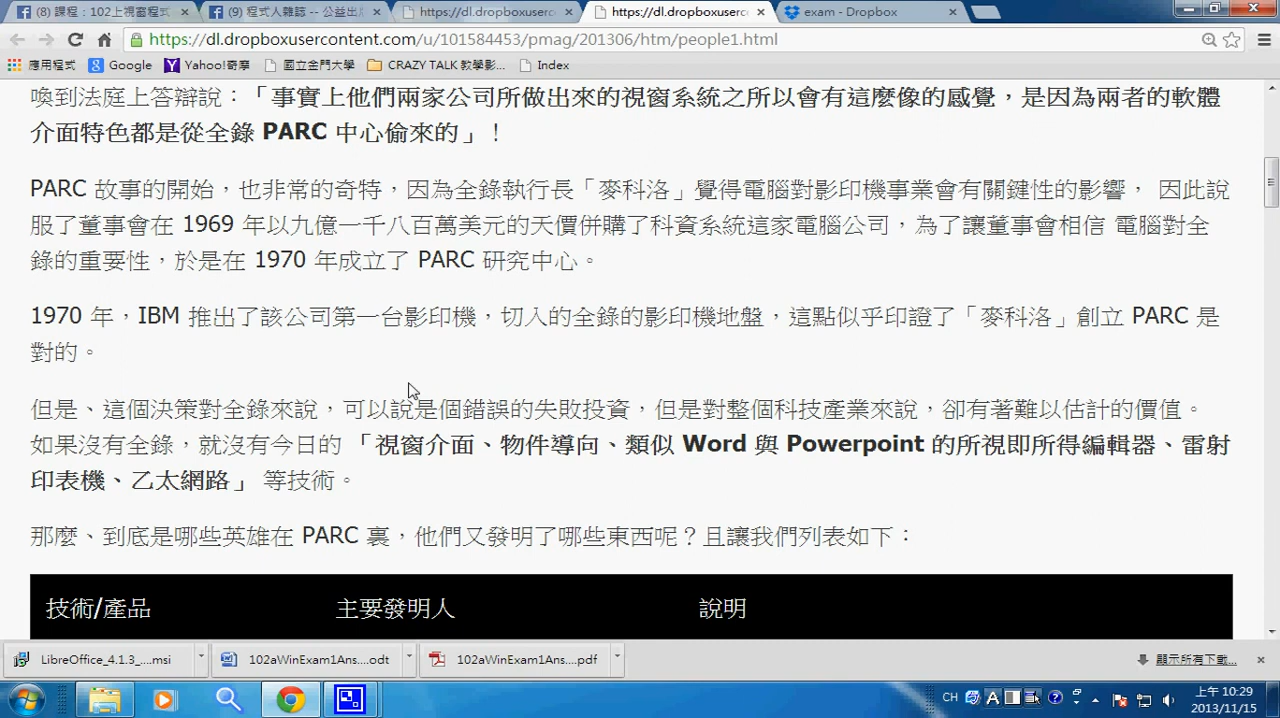 (8) 課程：102上視窗程式
(9) 程式人雜誌 -- 公益出
https://dl.dropboxuserc
https://dl.dropboxuserc
exam - Dropbox
https://dl.dropboxusercontent.com/u/101584453/pmag/201306/htm/people1.html
應用程式 Google Yahoo!奇摩 國立金門大學 CRAZY TALK 教學影... Index
喚到法庭上答辯說：「事實上他們兩家公司所做出來的視窗系統之所以會有這麼像的感覺，是因為兩者的軟體
介面特色都是從全錄 PARC 中心偷來的」！
PARC 故事的開始，也非常的奇特，因為全錄執行長「麥科洛」覺得電腦對影印機事業會有關鍵性的影響， 因此說
服了董事會在 1969 年以九億一千八百萬美元的天價併購了科資系統這家電腦公司，為了讓董事會相信 電腦對全
錄的重要性，於是在 1970 年成立了 PARC 研究中心。
1970 年，IBM 推出了該公司第一台影印機，切入的全錄的影印機地盤，這點似乎印證了「麥科洛」創立 PARC 是
對的。
但是、這個決策對全錄來說，可以說是個錯誤的失敗投資，但是對整個科技產業來說，卻有著難以估計的價值。
如果沒有全錄，就沒有今日的 「視窗介面、物件導向、類似 Word 與 Powerpoint 的所視即所得編輯器、雷射
印表機、乙太網路」 等技術。
那麼、到底是哪些英雄在 PARC 裏，他們又發明了哪些東西呢？且讓我們列表如下：
技術/產品 主要發明人 說明
LibreOffice_4.1.3_....msi 102aWinExam1Ans....odt 102aWinExam1Ans....pdf 顯示所有下載...
CH A 上午 10:29
2013/11/15